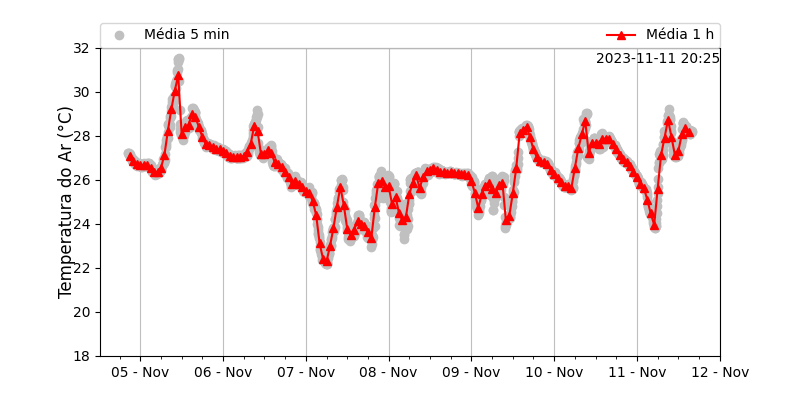 Média 5 min
Média 1 h
2023-11-11 20:25
Temperatura do Ar (°C)
32
30
28
26
24
22
20
18
05 - Nov
06 - Nov
07 - Nov
08 - Nov
09 - Nov
10 - Nov
11 - Nov
12 - Nov